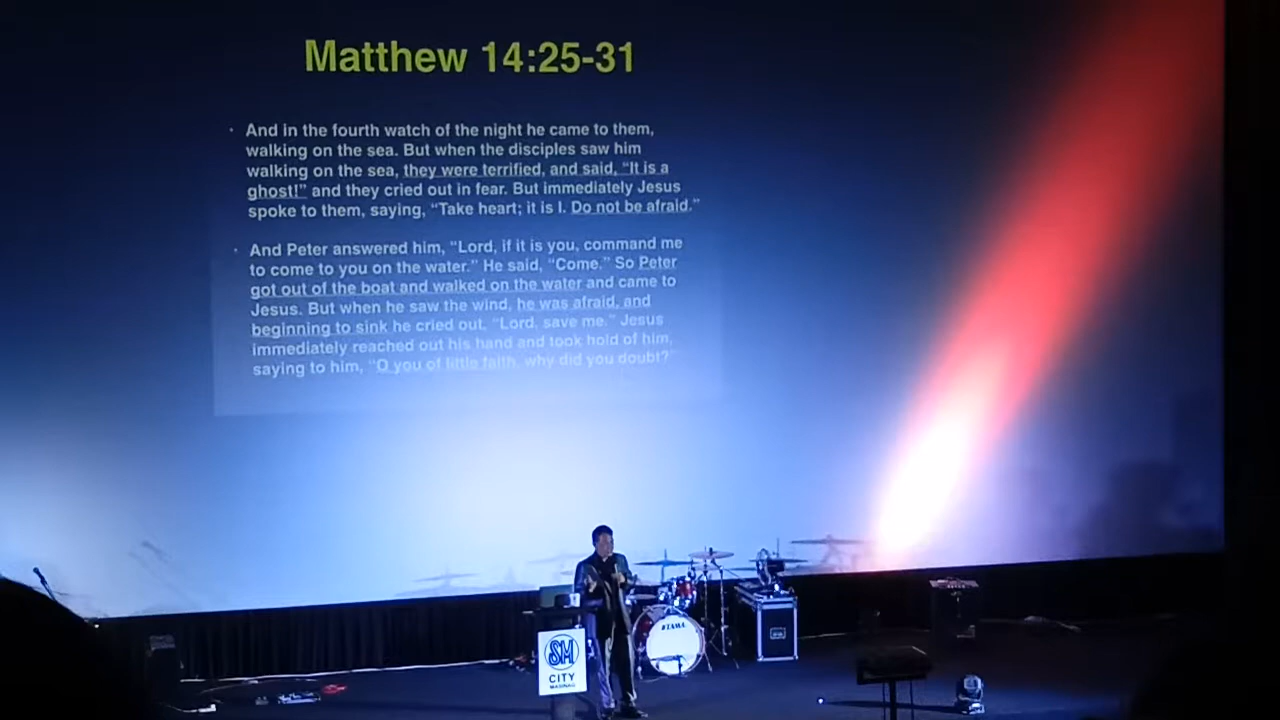 Matthew 14:25-31
· And in the fourth watch of the night he came to them,
walking on the sea. But when the disciples saw him
walking on the sea, they were terrified, and said, “It is a
ghost!” and they cried out in fear. But immediately Jesus
spoke to them, saying, “Take heart; it is I. Do not be afraid.”
· And Peter answered him, “Lord, if it is you, command me
to come to you on the water.” He said, “Come.” So Peter
got out of the boat and walked on the water and came to
Jesus. But when he saw the wind, he was afraid, and
beginning to sink he cried out, “Lord, save me.” Jesus
immediately reached out his hand and took hold of him,
saying to him, “O you of little faith, why did you doubt?”
TAMA
SM
CITY
MASINAG